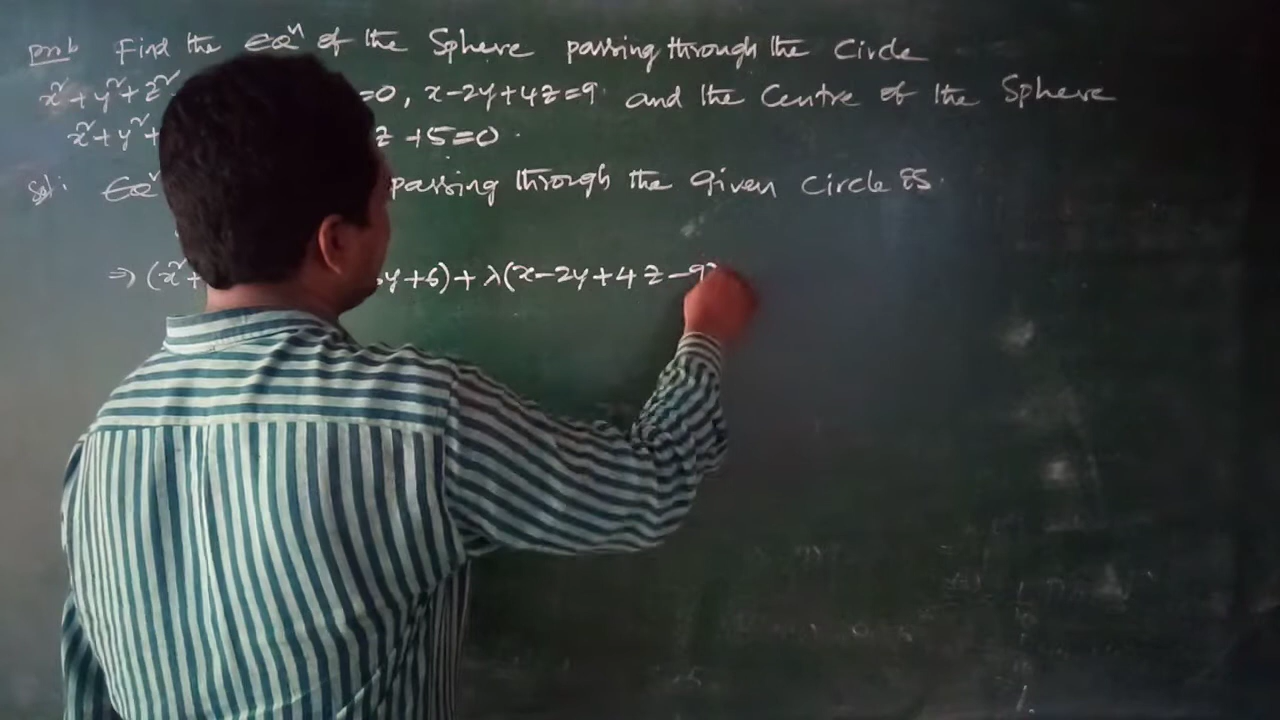 prob Find the Eqⁿ of the Sphere passing through the Circle
x²+y²+z² =0, x-2y+4z=9 and the Centre of the Sphere
x²+y²+ z+5=0.
Sol: Eqⁿ passing through the Given Circle is
⇒ (x²+ y+6)+λ(x-2y+4z-9)